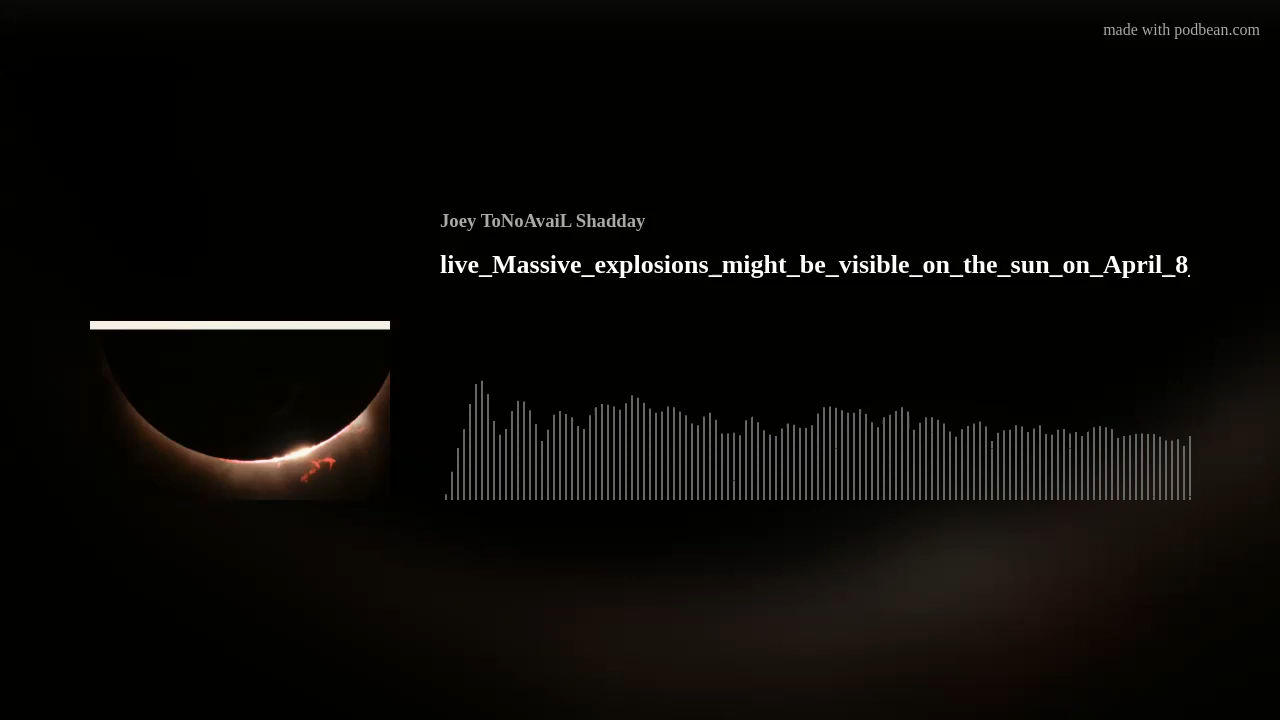 made with podbean.com
Joey ToNoAvaiL Shadday
live_Massive_explosions_might_be_visible_on_the_sun_on_April_8